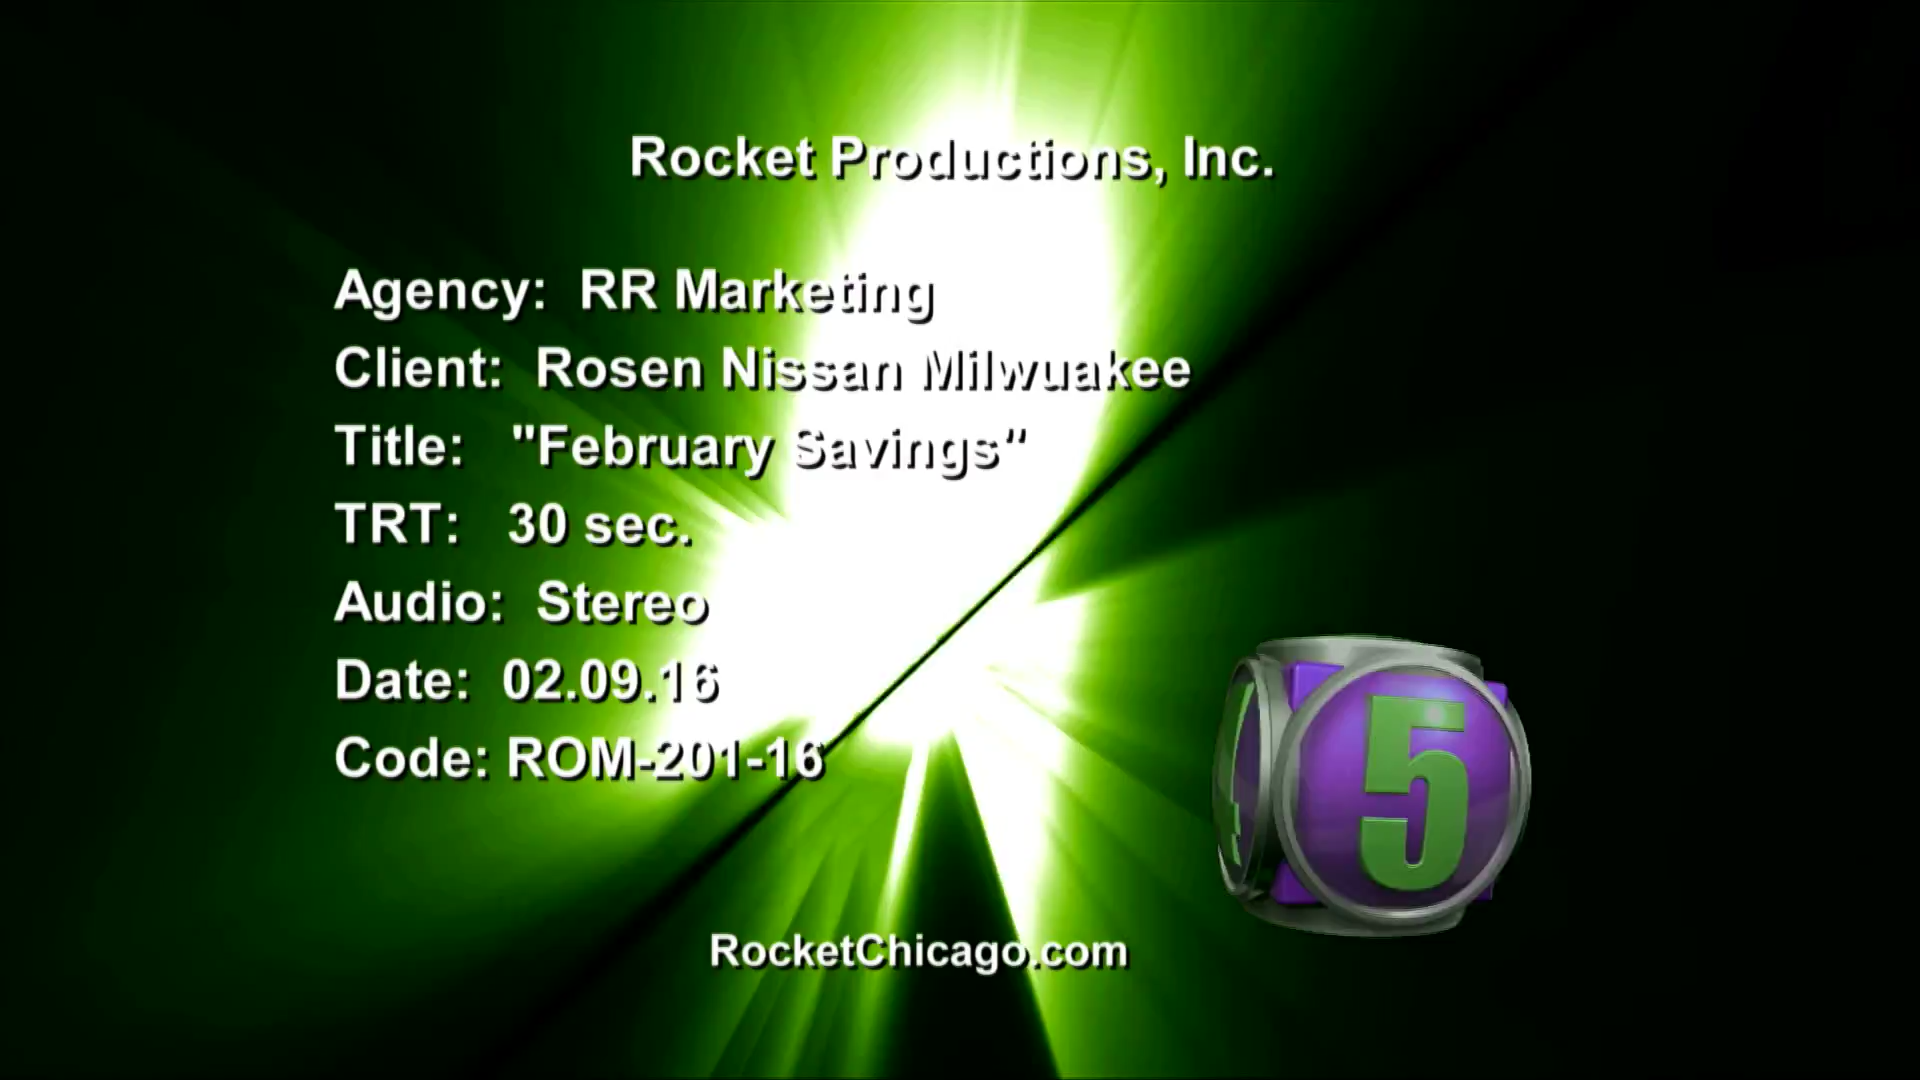 Rocket Productions, Inc.
Agency: RR Marketing
Client: Rosen Nissan Milwuakee
Title: "February Savings"
TRT: 30 sec.
Audio: Stereo
Date: 02.09.16
Code: ROM-201-16
4 5
RocketChicago.com